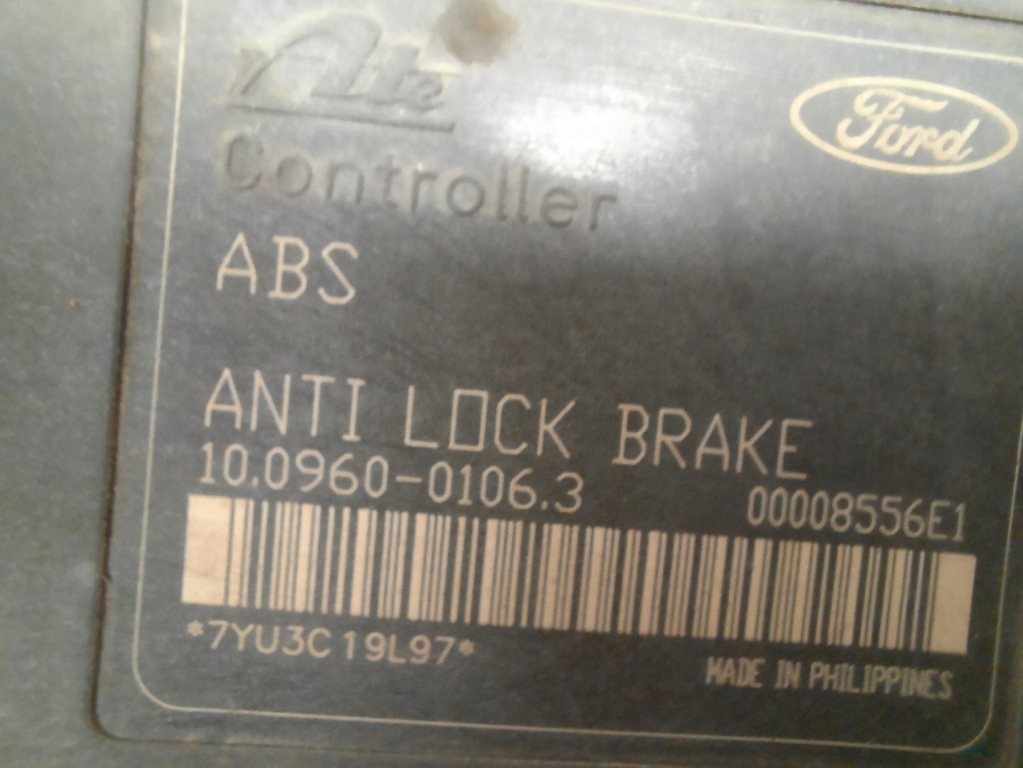 Ate
Ford
Controller
ABS
ANTI LOCK BRAKE
10.0960-0106.3
00008556E1
*7YU3C19L97*
MADE IN PHILIPPINES